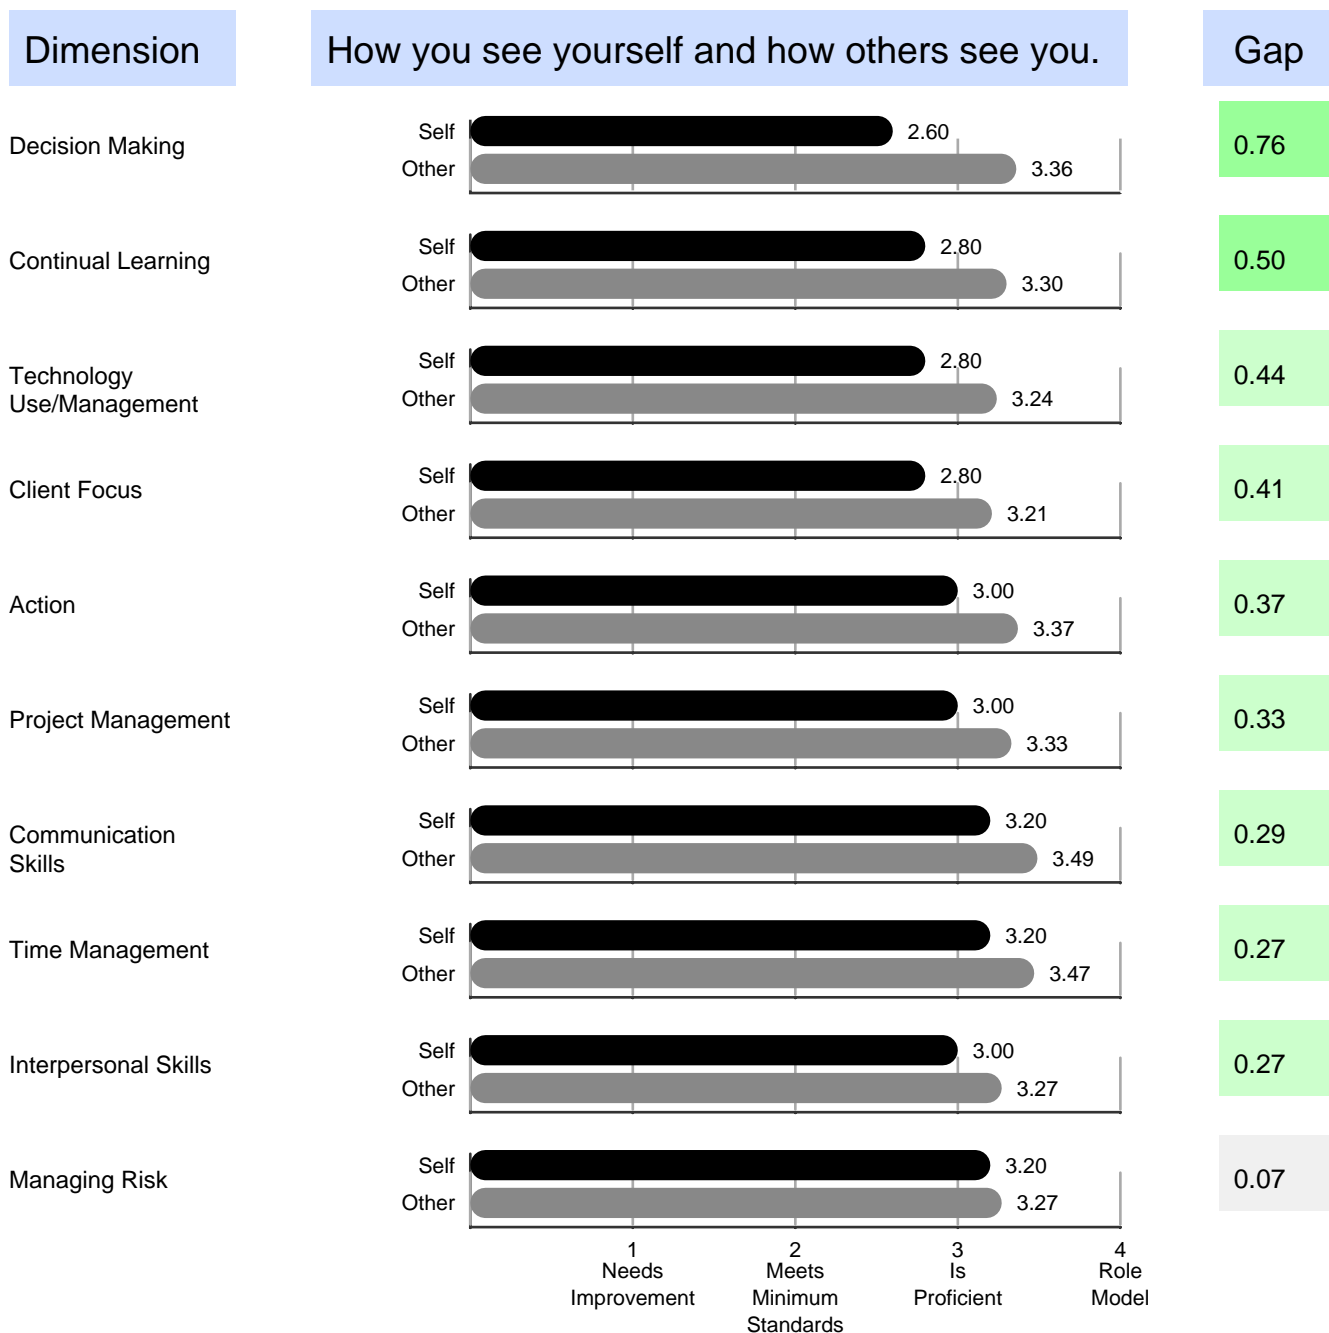 Dimension
How you see yourself and how others see you.
Gap
Decision Making
Self
2.60
Other
3.36
0.76
Continual Learning
Self
2.80
Other
3.30
0.50
Technology
Use/Management
Self
2.80
Other
3.24
0.44
Client Focus
Self
2.80
Other
3.21
0.41
Action
Self
3.00
Other
3.37
0.37
Project Management
Self
3.00
Other
3.33
0.33
Communication
Skills
Self
3.20
Other
3.49
0.29
Time Management
Self
3.20
Other
3.47
0.27
Interpersonal Skills
Self
3.00
Other
3.27
0.27
Managing Risk
Self
3.20
Other
3.27
0.07
1
Needs
Improvement
2
Meets
Minimum
Standards
3
Is
Proficient
4
Role
Model